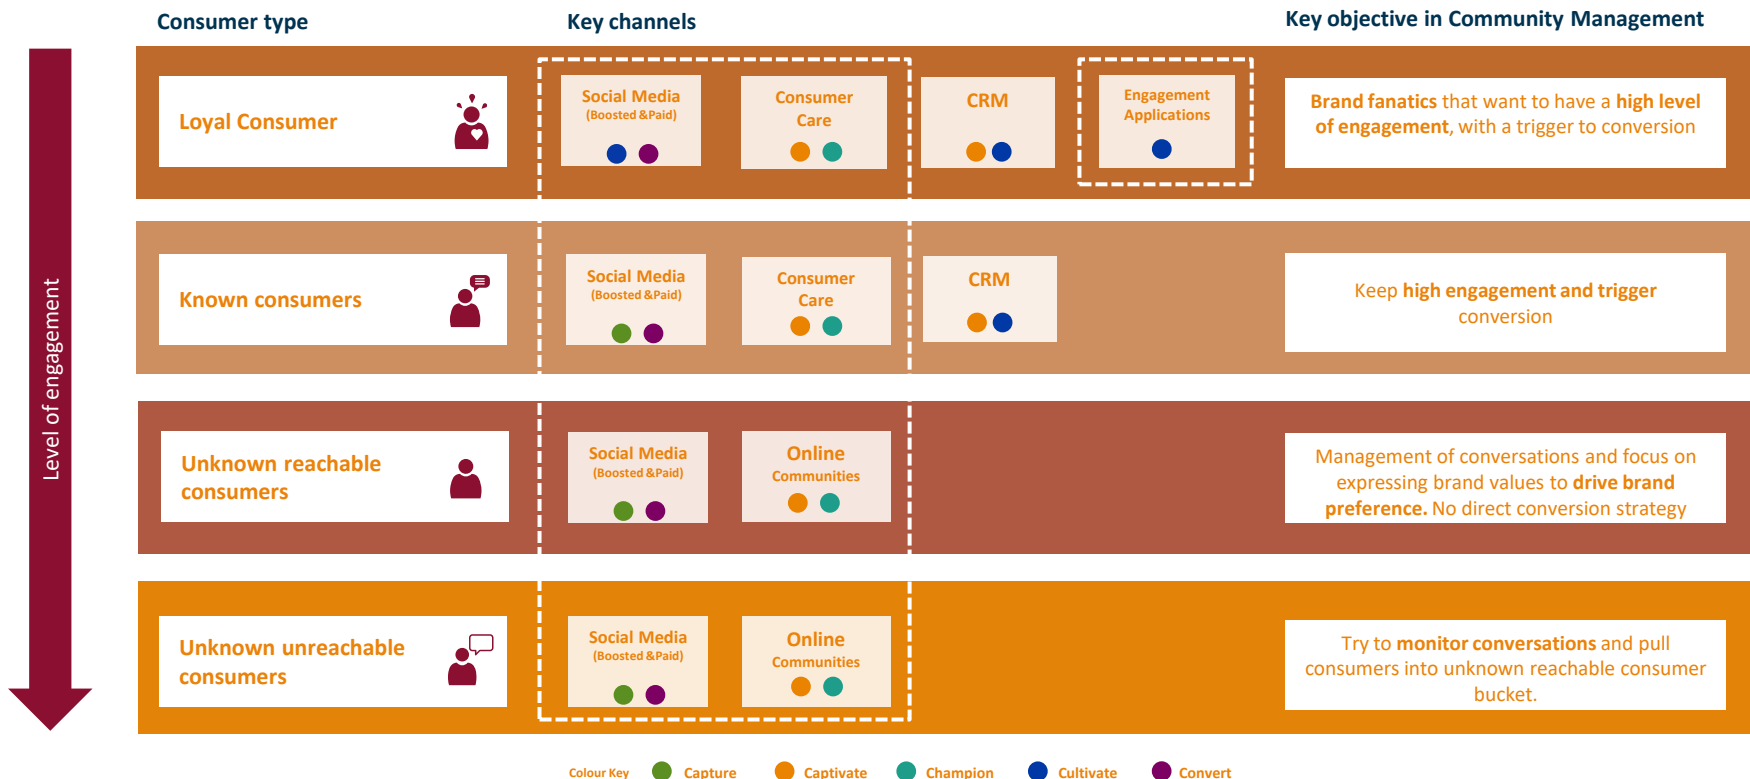 Consumer type
Key channels
Key objective in Community Management
Level of engagement
Loyal Consumer
Social Media
(Boosted &Paid)
Consumer
Care
CRM
Engagement
Applications
Brand fanatics that want to have a high level
of engagement, with a trigger to conversion
Known consumers
Social Media
(Boosted &Paid)
Consumer
Care
CRM
Keep high engagement and trigger
conversion
Unknown reachable
consumers
Social Media
(Boosted &Paid)
Online
Communities
Management of conversations and focus on
expressing brand values to drive brand
preference. No direct conversion strategy
Unknown unreachable
consumers
Social Media
(Boosted &Paid)
Online
Communities
Try to monitor conversations and pull
consumers into unknown reachable consumer
bucket.
Colour Key
Capture
Captivate
Champion
Cultivate
Convert